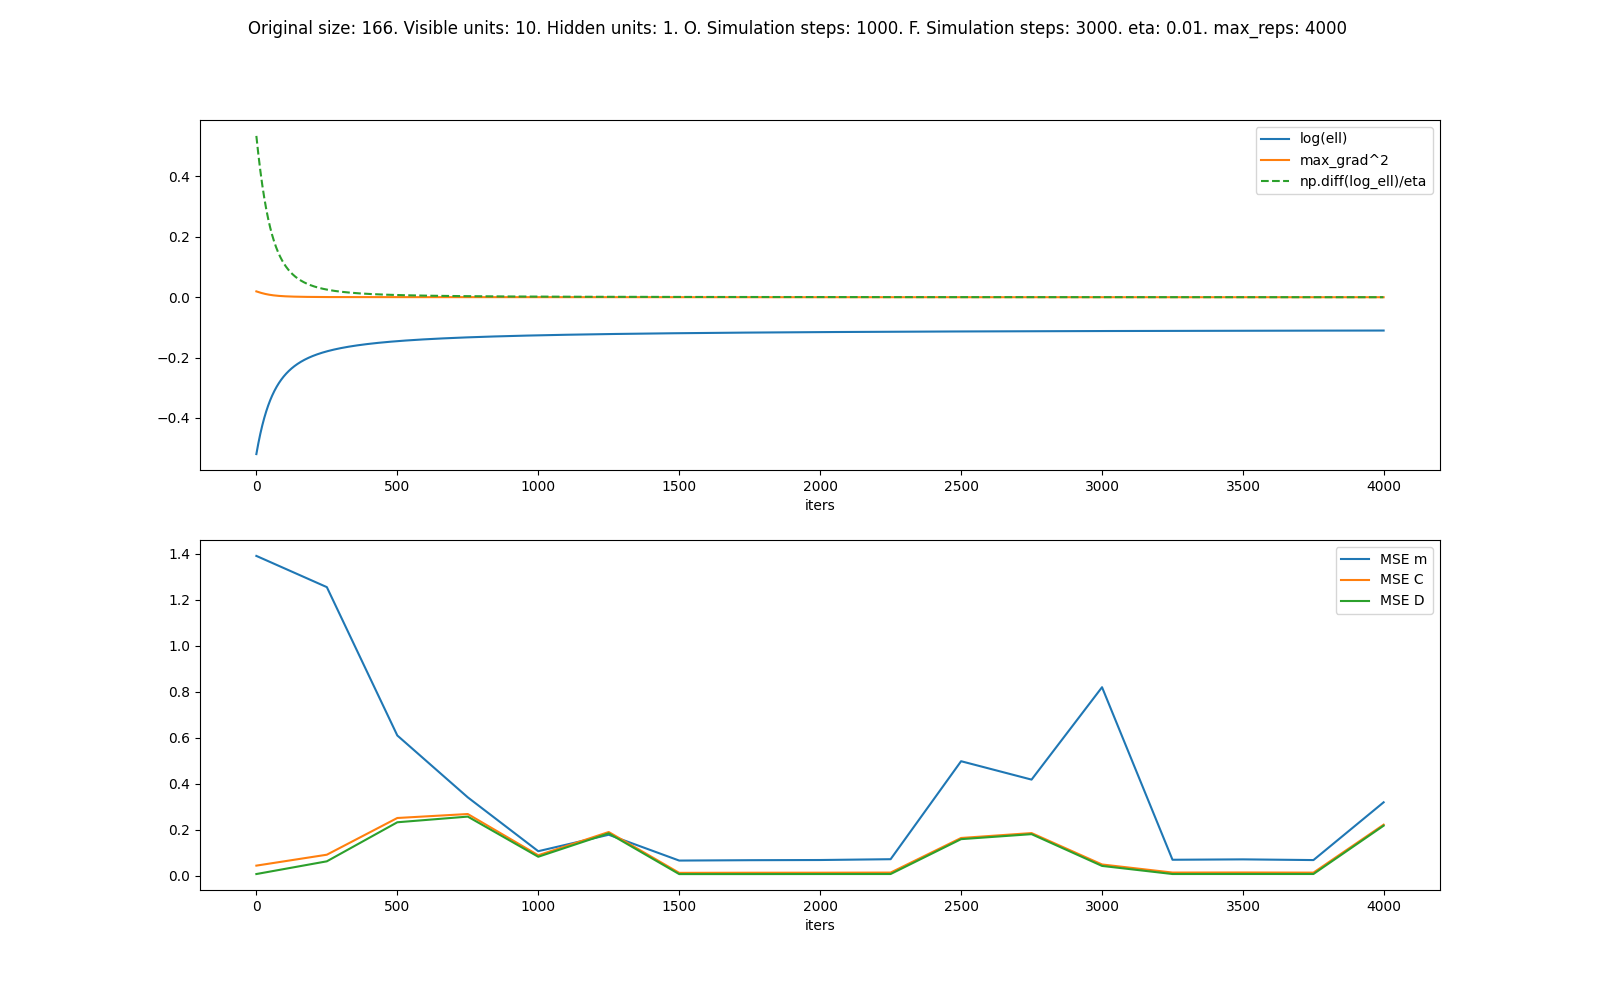 Original size: 166. Visible units: 10. Hidden units: 1. O. Simulation steps: 1000. F. Simulation steps: 3000. eta: 0.01. max_reps: 4000
log(ell)
max_grad^2
np.diff(log_ell)/eta
0.4
0.2
0.0
−0.2
−0.4
0 500 1000 1500 2000 2500 3000 3500 4000
iters
MSE m
MSE C
MSE D
1.4
1.2
1.0
0.8
0.6
0.4
0.2
0.0
0 500 1000 1500 2000 2500 3000 3500 4000
iters